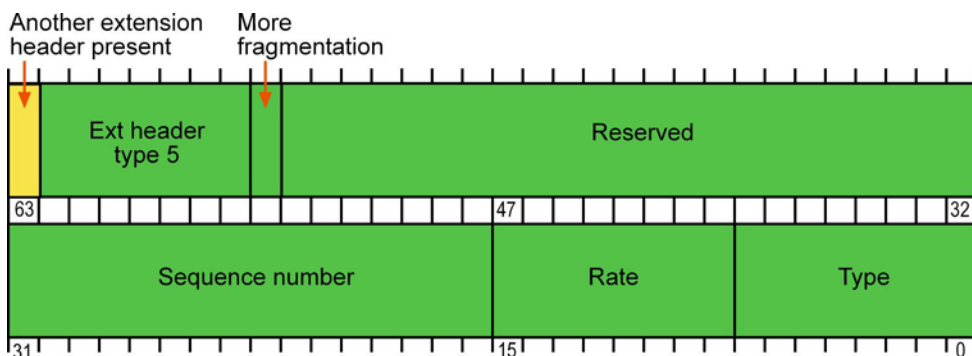 Another extension
header present
More
fragmentation
Ext header
type 5
Reserved
63
47
32
Sequence number
Rate
Type
31
15
0